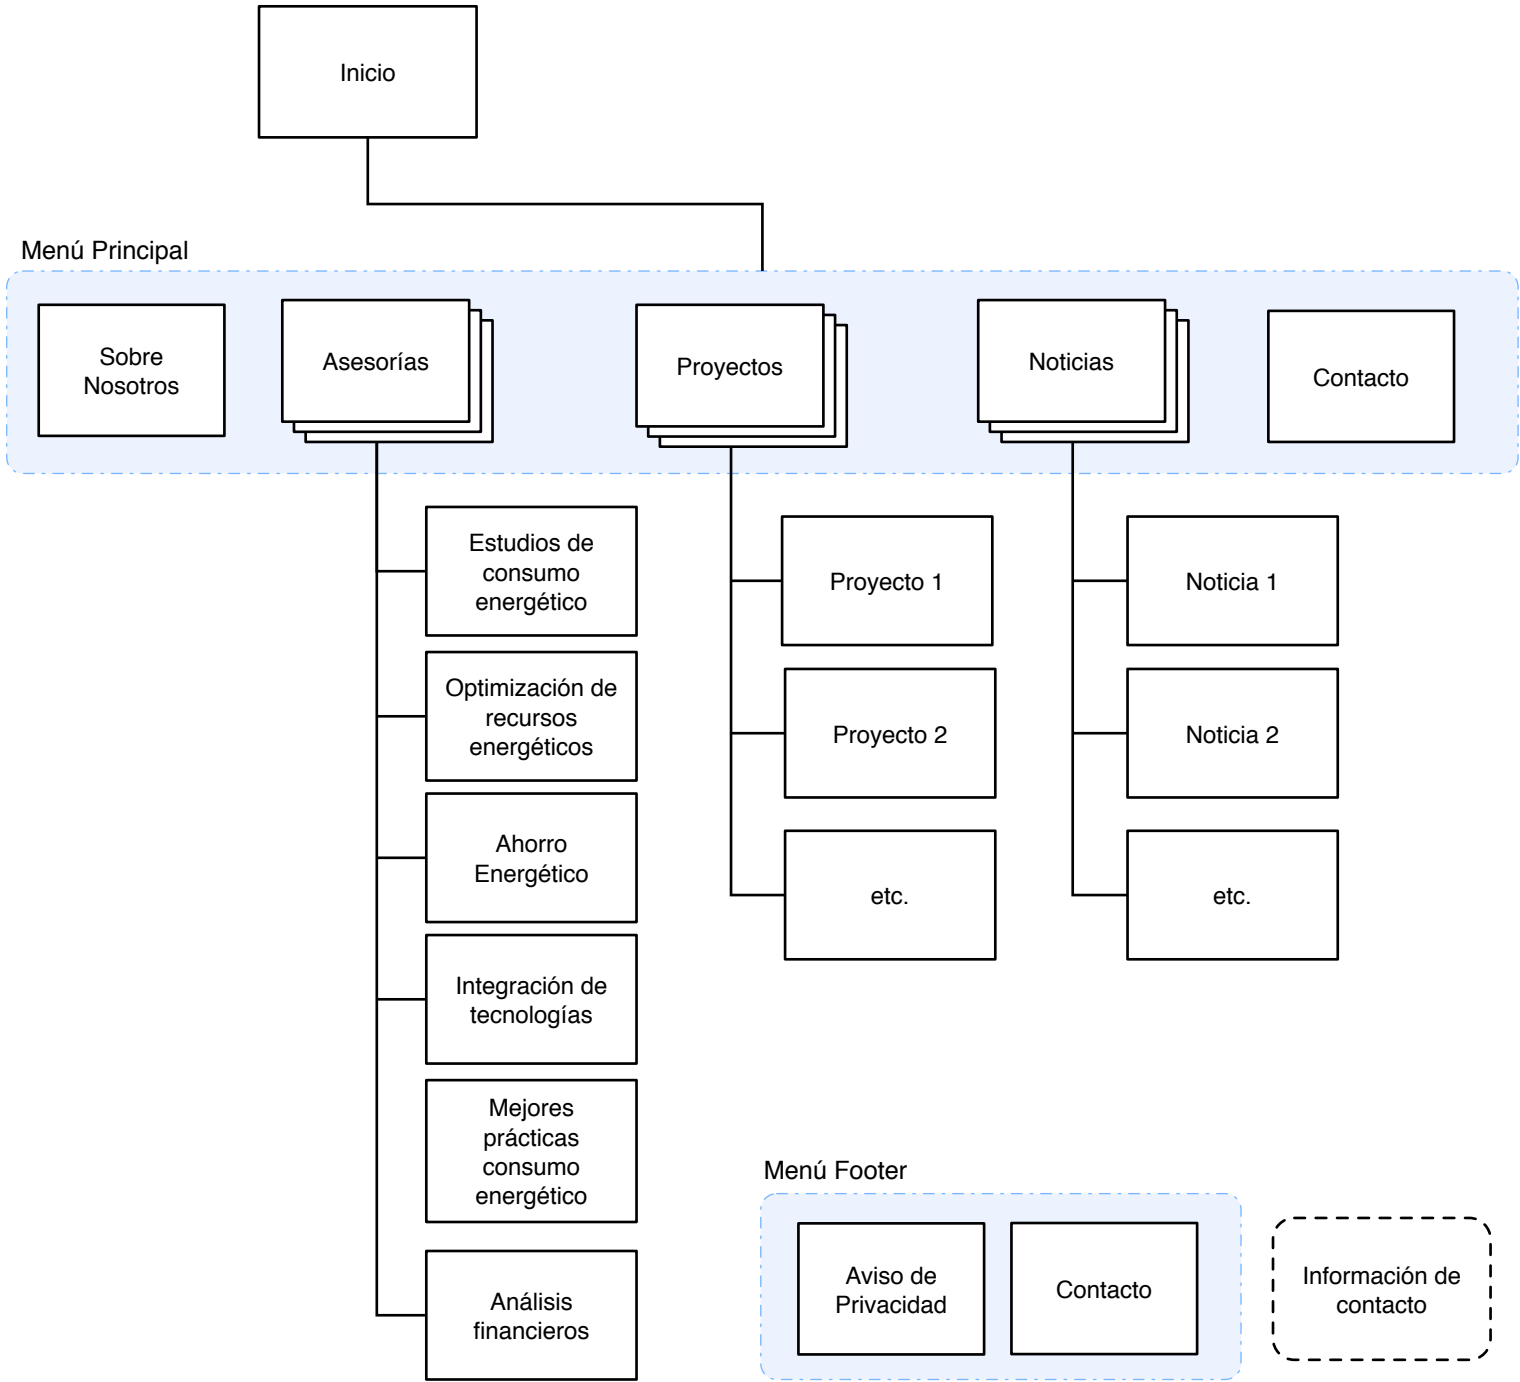 Inicio
Menú Principal
Sobre
Nosotros
Asesorías
Proyectos
Noticias
Contacto
Estudios de
consumo
energético
Optimización de
recursos
energéticos
Ahorro
Energético
Integración de
tecnologías
Mejores
prácticas
consumo
energético
Análisis
financieros
Proyecto 1
Proyecto 2
etc.
Noticia 1
Noticia 2
etc.
Menú Footer
Aviso de
Privacidad
Contacto
Información de
contacto